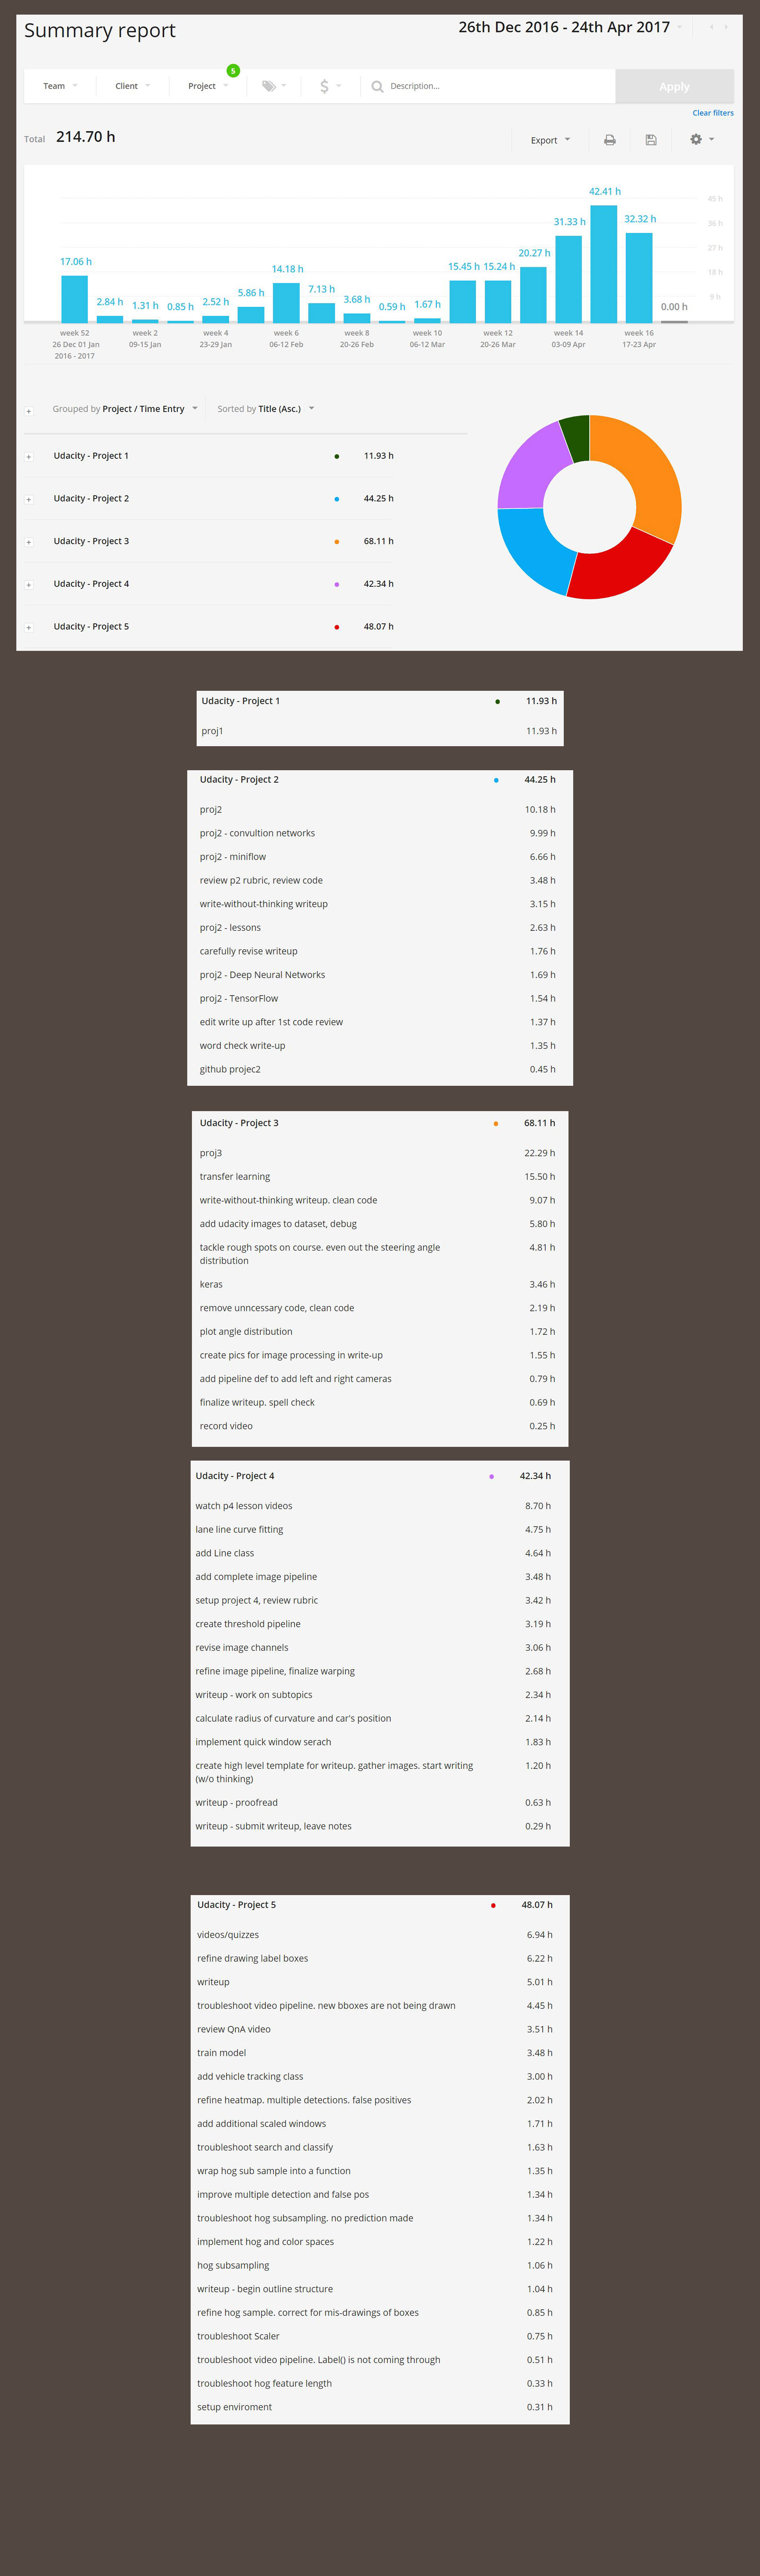 Summary report
26th Dec 2016 - 24th Apr 2017
5
Team
Client
Project
$
Description...
Apply
Clear filters
Total 214.70 h
Export
42.41 h
45 h
31.33 h
32.32 h
36 h
20.27 h
27 h
17.06 h
14.18 h
15.45 h
15.24 h
18 h
2.84 h
1.31 h
0.85 h
2.52 h
5.86 h
7.13 h
3.68 h
0.59 h
1.67 h
9 h
0.00 h
week 52
week 2
week 4
week 6
week 8
week 10
week 12
week 14
week 16
26 Dec 01 Jan
09-15 Jan
23-29 Jan
06-12 Feb
20-26 Feb
06-12 Mar
20-26 Mar
03-09 Apr
17-23 Apr
2016 - 2017
Grouped by Project / Time Entry
Sorted by Title (Asc.)
Udacity - Project 1 11.93 h
Udacity - Project 2 44.25 h
Udacity - Project 3 68.11 h
Udacity - Project 4 42.34 h
Udacity - Project 5 48.07 h
Udacity - Project 1 11.93 h
proj1 11.93 h
Udacity - Project 2 44.25 h
proj2 10.18 h
proj2 - convultion networks 9.99 h
proj2 - miniflow 6.66 h
review p2 rubric, review code 3.48 h
write-without-thinking writeup 3.15 h
proj2 - lessons 2.63 h
carefully revise writeup 1.76 h
proj2 - Deep Neural Networks 1.69 h
proj2 - TensorFlow 1.54 h
edit write up after 1st code review 1.37 h
word check write-up 1.35 h
github projec2 0.45 h
Udacity - Project 3 68.11 h
proj3 22.29 h
transfer learning 15.50 h
write-without-thinking writeup. clean code 9.07 h
add udacity images to dataset, debug 5.80 h
tackle rough spots on course. even out the steering angle 4.81 h
distribution
keras 3.46 h
remove unncessary code, clean code 2.19 h
plot angle distribution 1.72 h
create pics for image processing in write-up 1.55 h
add pipeline def to add left and right cameras 0.79 h
finalize writeup. spell check 0.69 h
record video 0.25 h
Udacity - Project 4 42.34 h
watch p4 lesson videos 8.70 h
lane line curve fitting 4.75 h
add Line class 4.64 h
add complete image pipeline 3.48 h
setup project 4, review rubric 3.42 h
create threshold pipeline 3.19 h
revise image channels 3.06 h
refine image pipeline, finalize warping 2.68 h
writeup - work on subtopics 2.34 h
calculate radius of curvature and car's position 2.14 h
implement quick window serach 1.83 h
create high level template for writeup. gather images. start writing 1.20 h
(w/o thinking)
writeup - proofread 0.63 h
writeup - submit writeup, leave notes 0.29 h
Udacity - Project 5 48.07 h
videos/quizzes 6.94 h
refine drawing label boxes 6.22 h
writeup 5.01 h
troubleshoot video pipeline. new bboxes are not being drawn 4.45 h
review QnA video 3.51 h
train model 3.48 h
add vehicle tracking class 3.00 h
refine heatmap. multiple detections. false positives 2.02 h
add additional scaled windows 1.71 h
troubleshoot search and classify 1.63 h
wrap hog sub sample into a function 1.35 h
improve multiple detection and false pos 1.34 h
troubleshoot hog subsampling. no prediction made 1.34 h
implement hog and color spaces 1.22 h
hog subsampling 1.06 h
writeup - begin outline structure 1.04 h
refine hog sample. correct for mis-drawings of boxes 0.85 h
troubleshoot Scaler 0.75 h
troubleshoot video pipeline. Label() is not coming through 0.51 h
troubleshoot hog feature length 0.33 h
setup enviroment 0.31 h